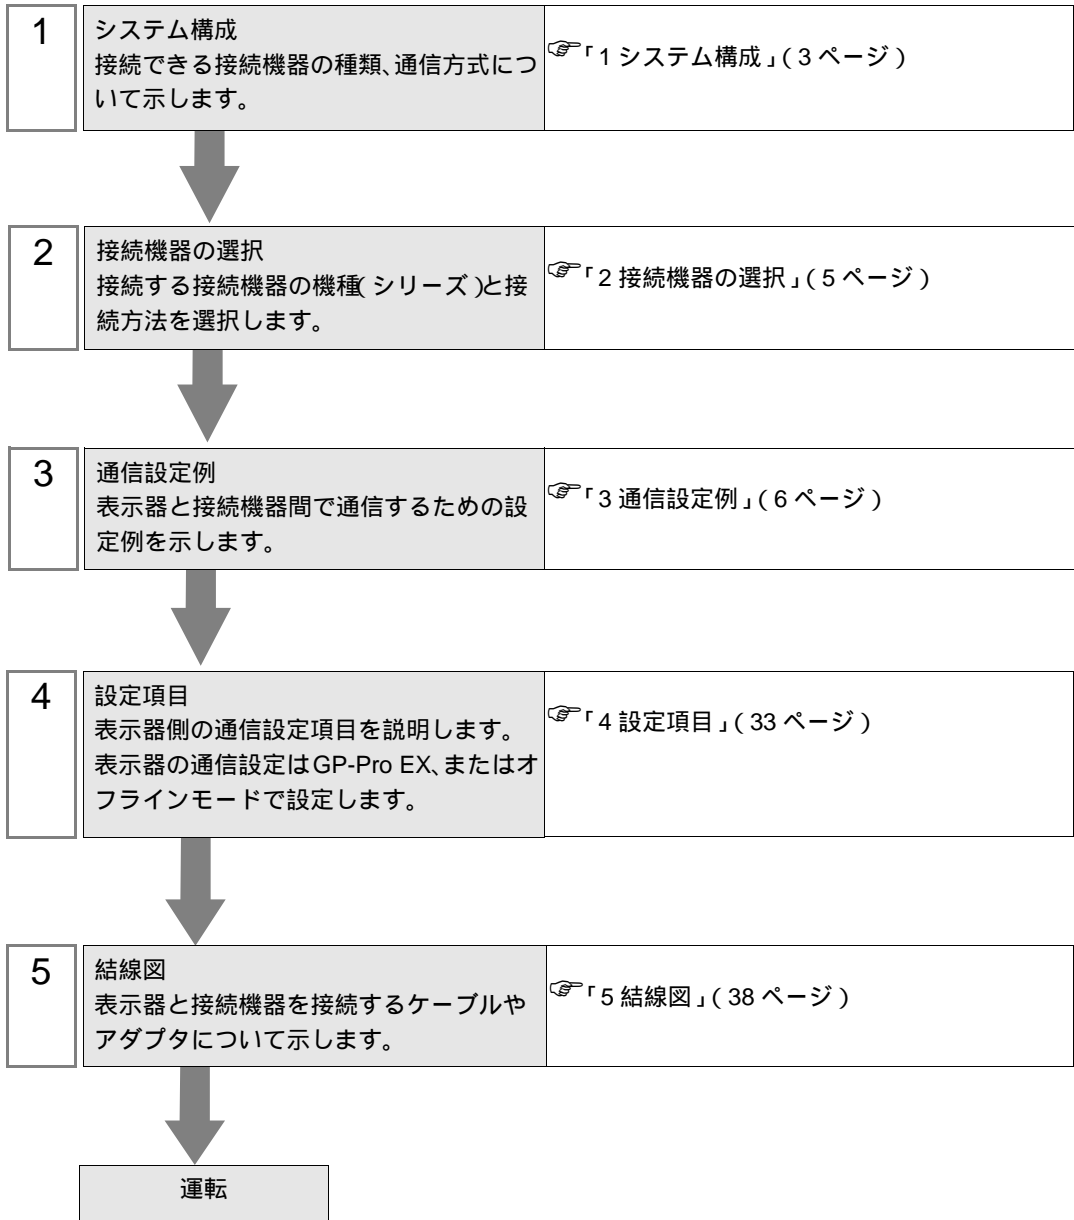 1
システム構成
接続できる接続機器の種類、通信方式につ
いて示します。
☞「1 システム構成」(3 ページ)
2
接続機器の選択
接続する接続機器の機種(シリーズ)と接
続方法を選択します。
☞「2 接続機器の選択」(5 ページ)
3
通信設定例
表示器と接続機器間で通信するための設
定例を示します。
☞「3 通信設定例」(6 ページ)
4
設定項目
表示器側の通信設定項目を説明します。
表示器の通信設定はGP-Pro EX、またはオ
フラインモードで設定します。
☞「4 設定項目」(33 ページ)
5
結線図
表示器と接続機器を接続するケーブルや
アダプタについて示します。
☞「5 結線図」(38 ページ)
運転